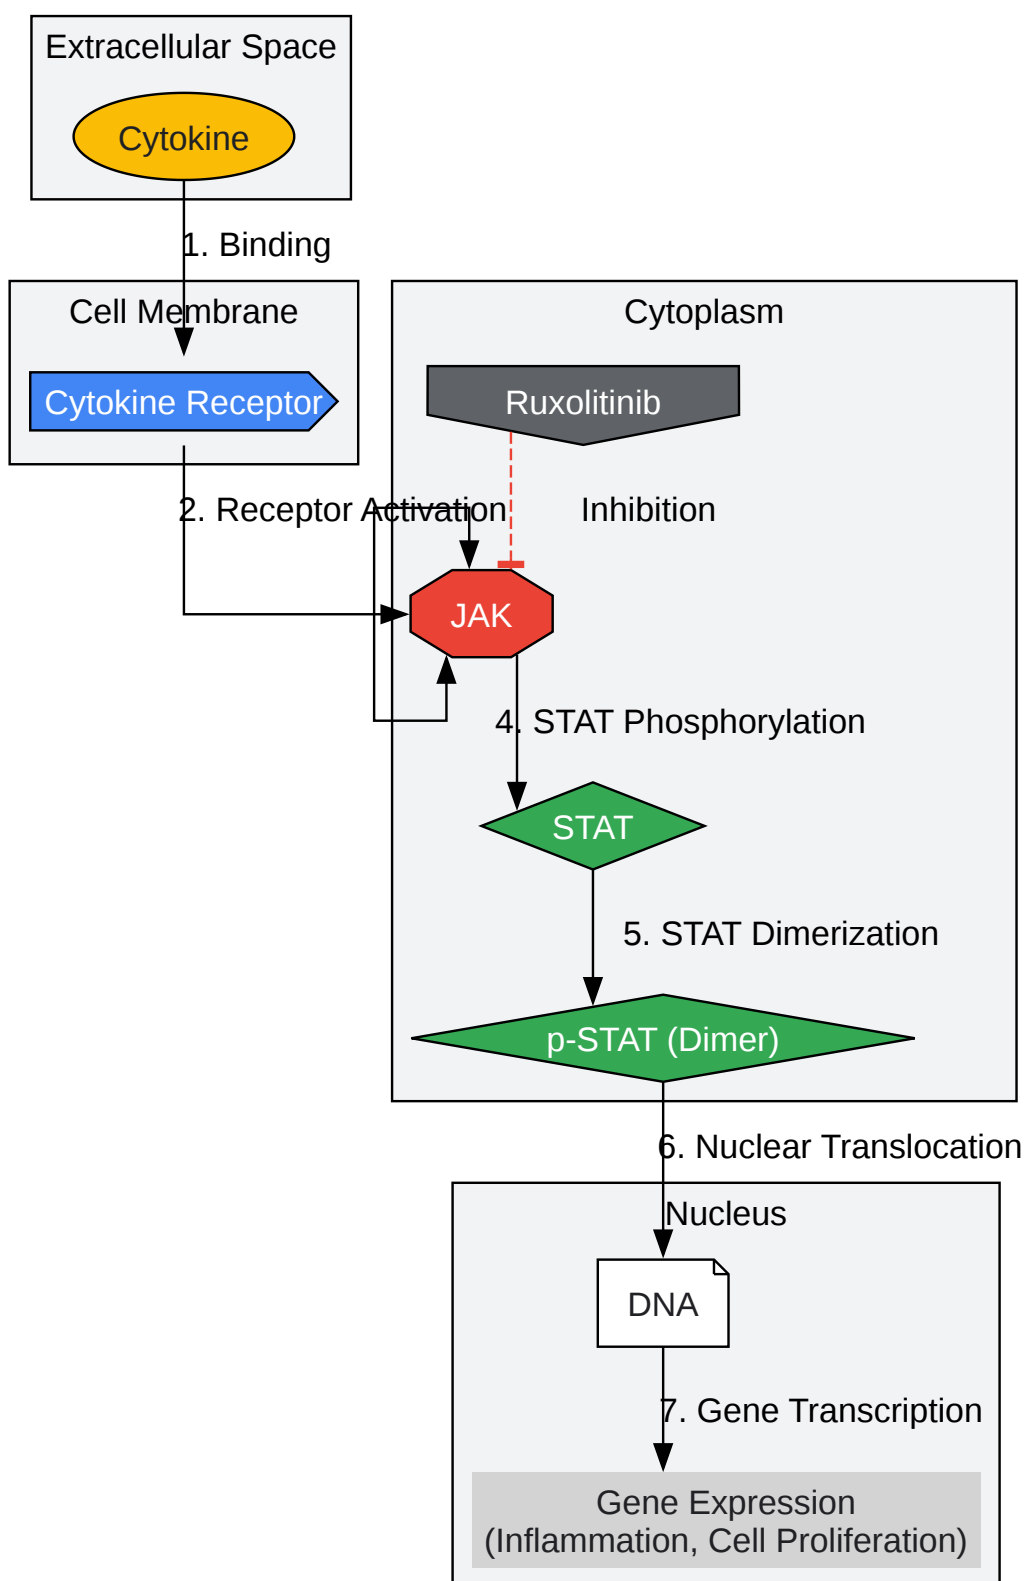 Extracellular Space
Cytokine
1. Binding
Cell Membrane
Cytokine Receptor
Cytoplasm
Ruxolitinib
2. Receptor Activation
Inhibition
JAK
4. STAT Phosphorylation
STAT
5. STAT Dimerization
p-STAT (Dimer)
6. Nuclear Translocation
Nucleus
DNA
7. Gene Transcription
Gene Expression
(Inflammation, Cell Proliferation)